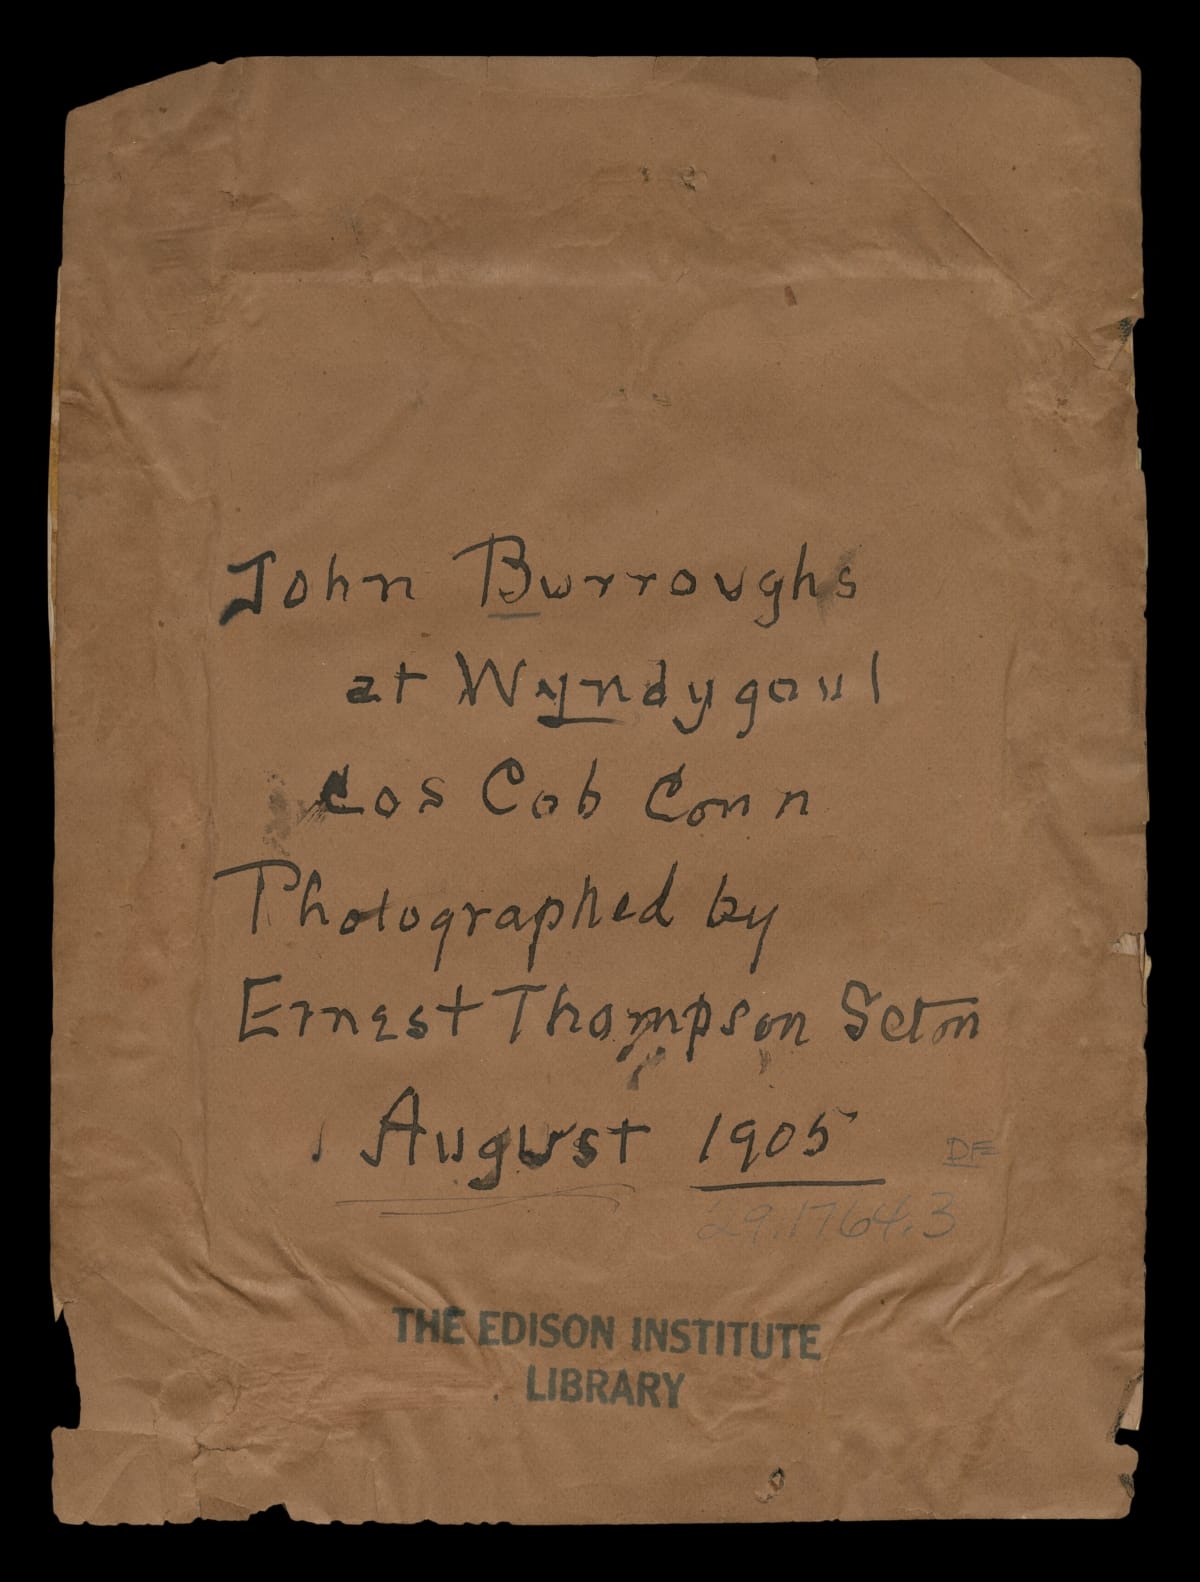 John Burroughs
at Wyndygoul
Cos Cob Conn
Photographed by
Ernest Thompson Seton
August 1905
DF
29.1764.3
THE EDISON INSTITUTE
LIBRARY